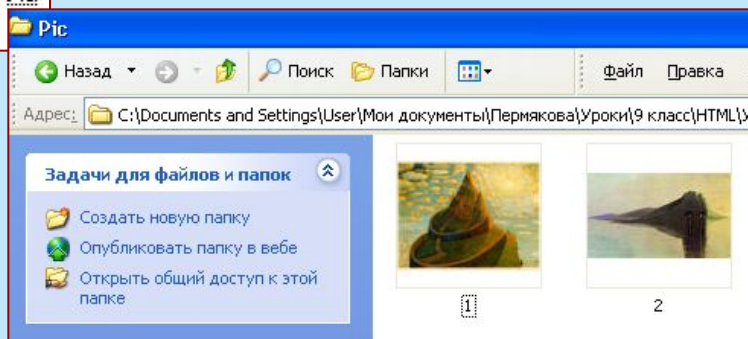 Pic
Назад Поиск Папки Файл Правка
Адрес: C:\Documents and Settings\User\Мои документы\Пермякова\Уроки\9 класс\HTML\
Задачи для файлов и папок
Создать новую папку
Опубликовать папку в вебе
Открыть общий доступ к этой
папке
1 2